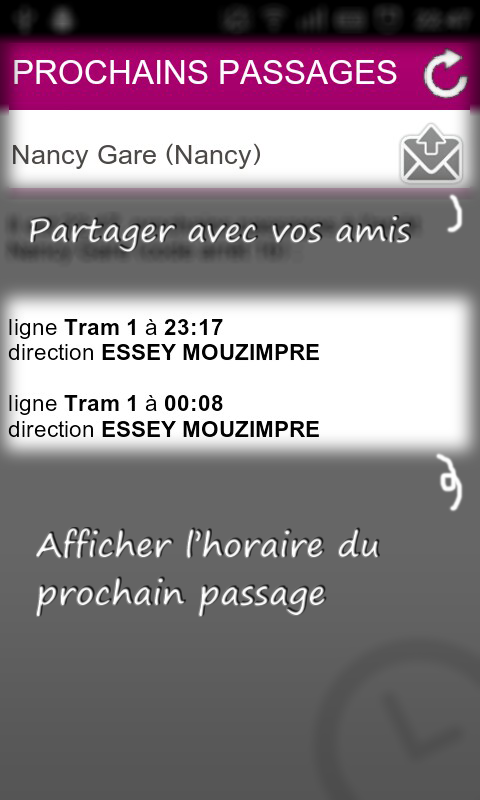 PROCHAINS PASSAGES
Nancy Gare (Nancy)
Partager avec vos amis
ligne Tram 1 à 23:17
direction ESSEY MOUZIMPRE
ligne Tram 1 à 00:08
direction ESSEY MOUZIMPRE
Afficher l'horaire du
prochain passage